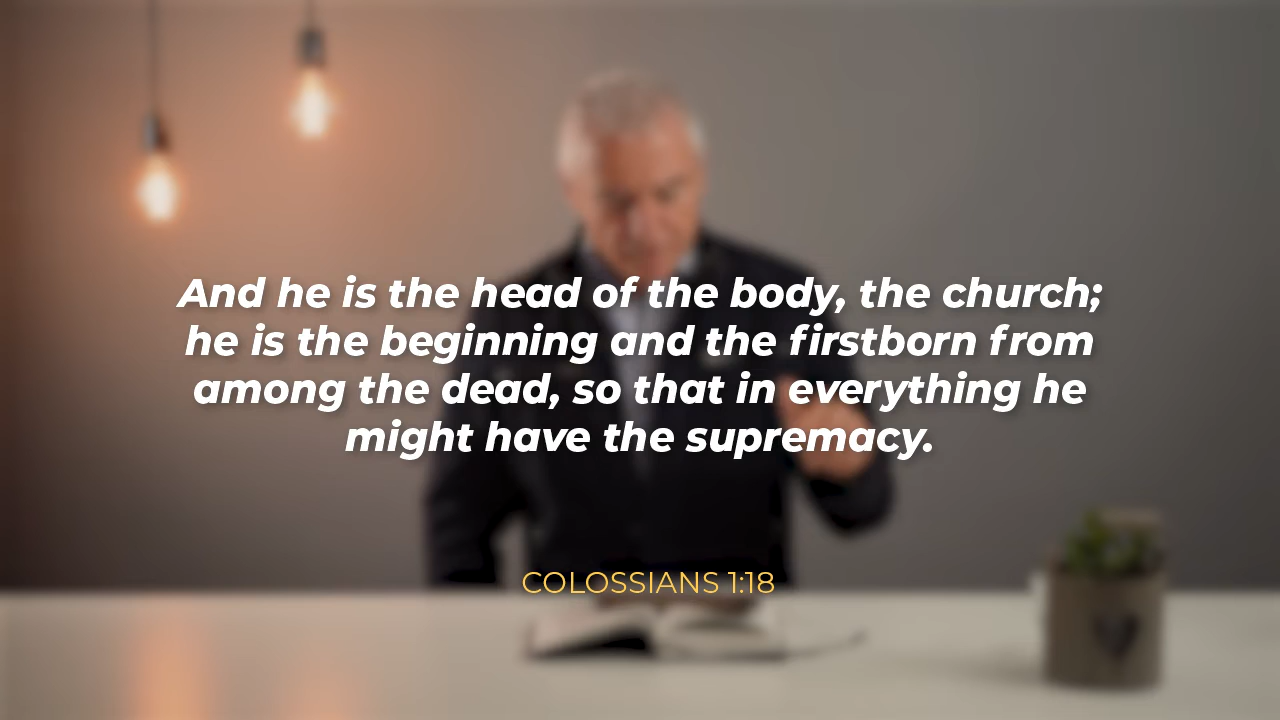 And he is the head of the body, the church;
he is the beginning and the firstborn from
among the dead, so that in everything he
might have the supremacy.
COLOSSIANS 1:18